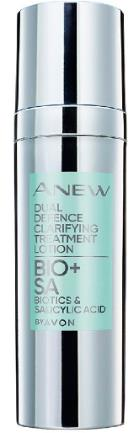 ANEW
DUAL
DEFENCE
CLARIFYING
TREATMENT
LOTION
BIO+
SA
BIOTICS &
SALICYLIC ACID
BY AVON